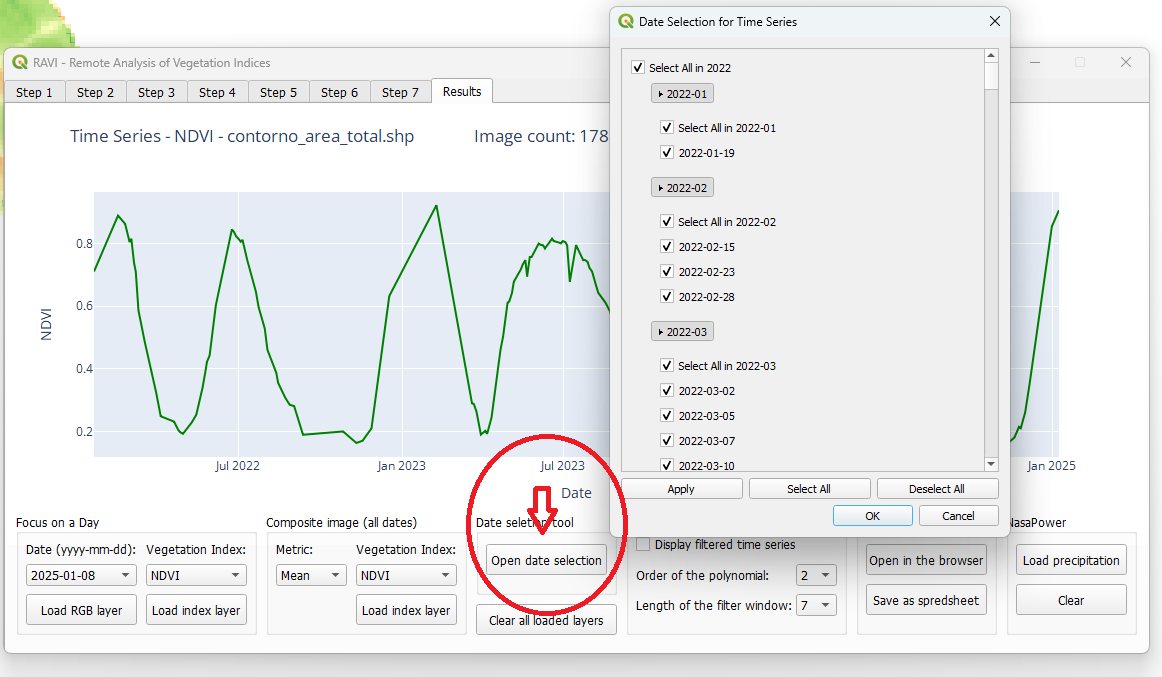 Date Selection for Time Series
RAVI - Remote Analysis of Vegetation Indices
Step 1 Step 2 Step 3 Step 4 Step 5 Step 6 Step 7 Results
Time Series - NDVI - contorno_area_total.shp Image count: 178
0.8
0.6
0.4
0.2
NDVI
Jul 2022 Jan 2023 Jul 2023 Jan 2025
Date
Select All in 2022
2022-01
Select All in 2022-01
2022-01-19
2022-02
Select All in 2022-02
2022-02-15
2022-02-23
2022-02-28
2022-03
Select All in 2022-03
2022-03-02
2022-03-05
2022-03-07
2022-03-10
Apply Select All Deselect All
OK Cancel
Focus on a Day
Date (yyyy-mm-dd): Vegetation Index:
2025-01-08 NDVI
Load RGB layer Load index layer
Composite image (all dates)
Metric: Vegetation Index:
Mean NDVI
Load index layer
Date seletion tool
Open date selection
Clear all loaded layers
Display filtered time series
Order of the polynomial: 2
Length of the filter window: 7
Open in the browser
Save as spredsheet
NasaPower
Load precipitation
Clear